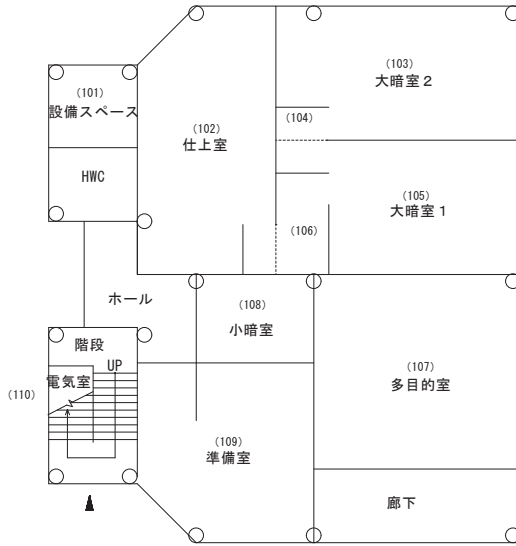 (103)
大暗室２
(101)
設備スペース
(104)
(102)
仕上室
HWC
(105)
大暗室１
(106)
ホール
(108)
小暗室
階段
UP
(107)
多目的室
電気室
(110)
(109)
準備室
廊下